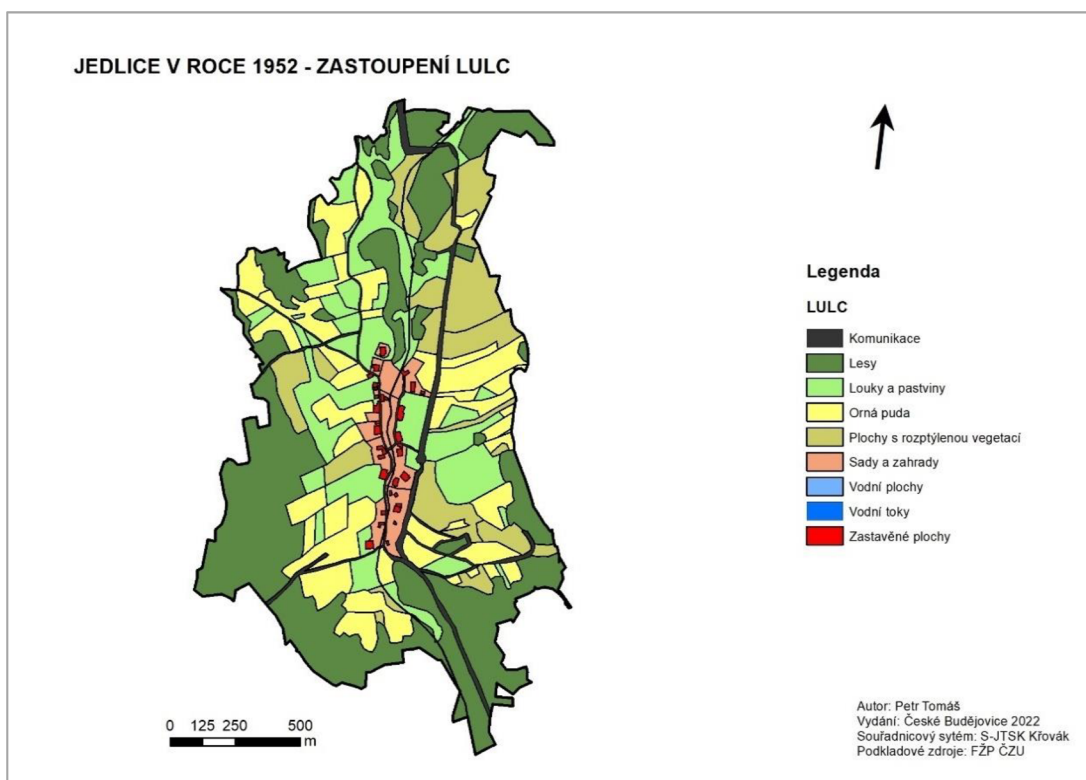 JEDLICE V ROCE 1952 - ZASTOUPENÍ LULC
Legenda
LULC
Komunikace
Lesy
Louky a pastviny
Orná puda
Plochy s rozptýlenou vegetací
Sady a zahrady
Vodní plochy
Vodní toky
Zastavěné plochy
0 125 250 500
m
Autor: Petr Tomáš
Vydání: České Budějovice 2022
Souřadnicový sytém: S-JTSK Křovák
Podkladové zdroje: FŽP ČZU